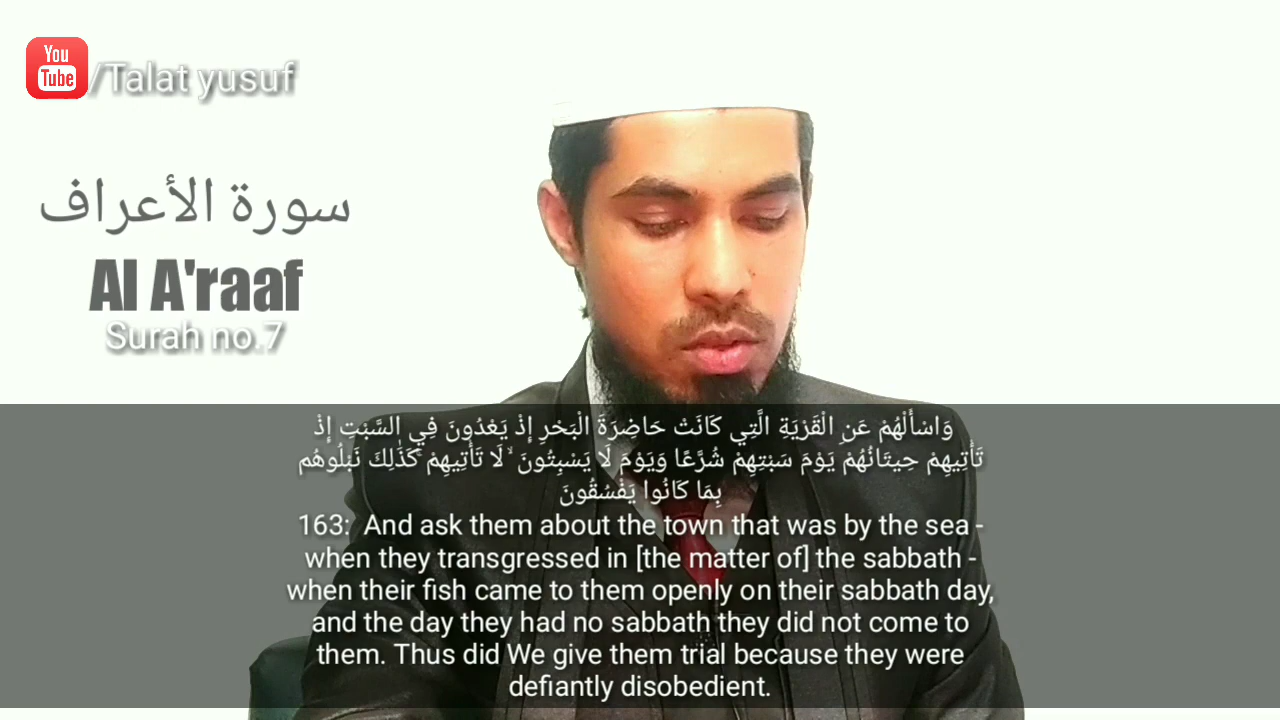 You
Tube
/Talat yusuf
سورة الأعراف
Al A'raaf
Surah no.7
وَاسْأَلْهُمْ عَنِ الْقَرْيَةِ الَّتِي كَانَتْ حَاضِرَةَ الْبَحْرِ إِذْ يَعْدُونَ فِي السَّبْتِ إِذْ
تَأْتِيهِمْ حِيتَانُهُمْ يَوْمَ سَبْتِهِمْ شُرَّعًا وَيَوْمَ لَا يَسْبِتُونَ ۙ لَا تَأْتِيهِمْ ۚ كَذَٰلِكَ نَبْلُوهُم
بِمَا كَانُوا يَفْسُقُونَ
163: And ask them about the town that was by the sea -
when they transgressed in [the matter of] the sabbath -
when their fish came to them openly on their sabbath day,
and the day they had no sabbath they did not come to
them. Thus did We give them trial because they were
defiantly disobedient.